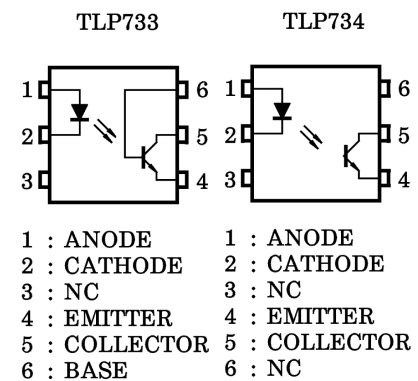 TLP733
1
2
3
6
5
4
1 : ANODE
2 : CATHODE
3 : NC
4 : EMITTER
5 : COLLECTOR
6 : BASE
TLP734
1
2
3
6
5
4
1 : ANODE
2 : CATHODE
3 : NC
4 : EMITTER
5 : COLLECTOR
6 : NC